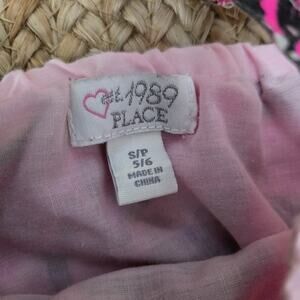 est. 1989
PLACE
S/P
5/6
MADE IN
CHINA